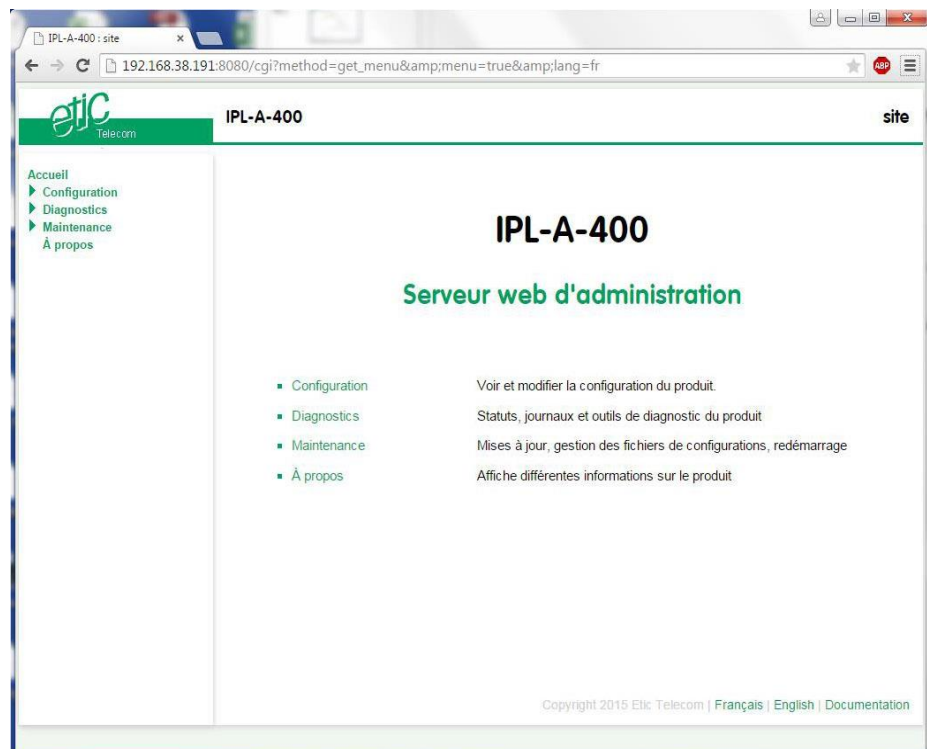 IPL-A-400 : site
192.168.38.191:8080/cgi?method=get_menu&amp;menu=true&amp;lang=fr
ABP
etic
Telecom
IPL-A-400
site
Accueil
Configuration
Diagnostics
Maintenance
À propos
IPL-A-400
Serveur web d'administration
Configuration Voir et modifier la configuration du produit.
Diagnostics Statuts, journaux et outils de diagnostic du produit
Maintenance Mises à jour, gestion des fichiers de configurations, redémarrage
À propos Affiche différentes informations sur le produit
Copyright 2015 Etic Telecom | Français | English | Documentation